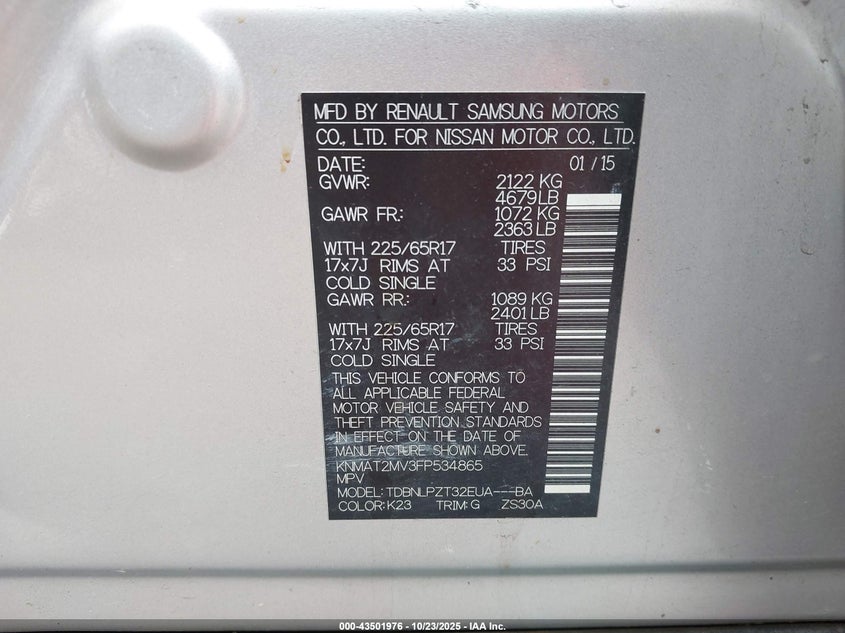 MFD BY RENAULT SAMSUNG MOTORS
CO., LTD. FOR NISSAN MOTOR CO., LTD.
DATE: 01 / 15
GVWR: 2122 KG
4679 LB
GAWR FR.: 1072 KG
2363 LB
WITH 225/65R17 TIRES
17x7J RIMS AT 33 PSI
COLD SINGLE
GAWR RR.: 1089 KG
2401 LB
WITH 225/65R17 TIRES
17x7J RIMS AT 33 PSI
COLD SINGLE
THIS VEHICLE CONFORMS TO
ALL APPLICABLE FEDERAL
MOTOR VEHICLE SAFETY AND
THEFT PREVENTION STANDARDS
IN EFFECT ON THE DATE OF
MANUFACTURE SHOWN ABOVE.
KNMAT2MV3FP534865
MPV
MODEL: TDBNLPZT32EUA---BA
COLOR: K23 TRIM: G ZS30A
000-43501976 - 10/23/2025 - IAA Inc.